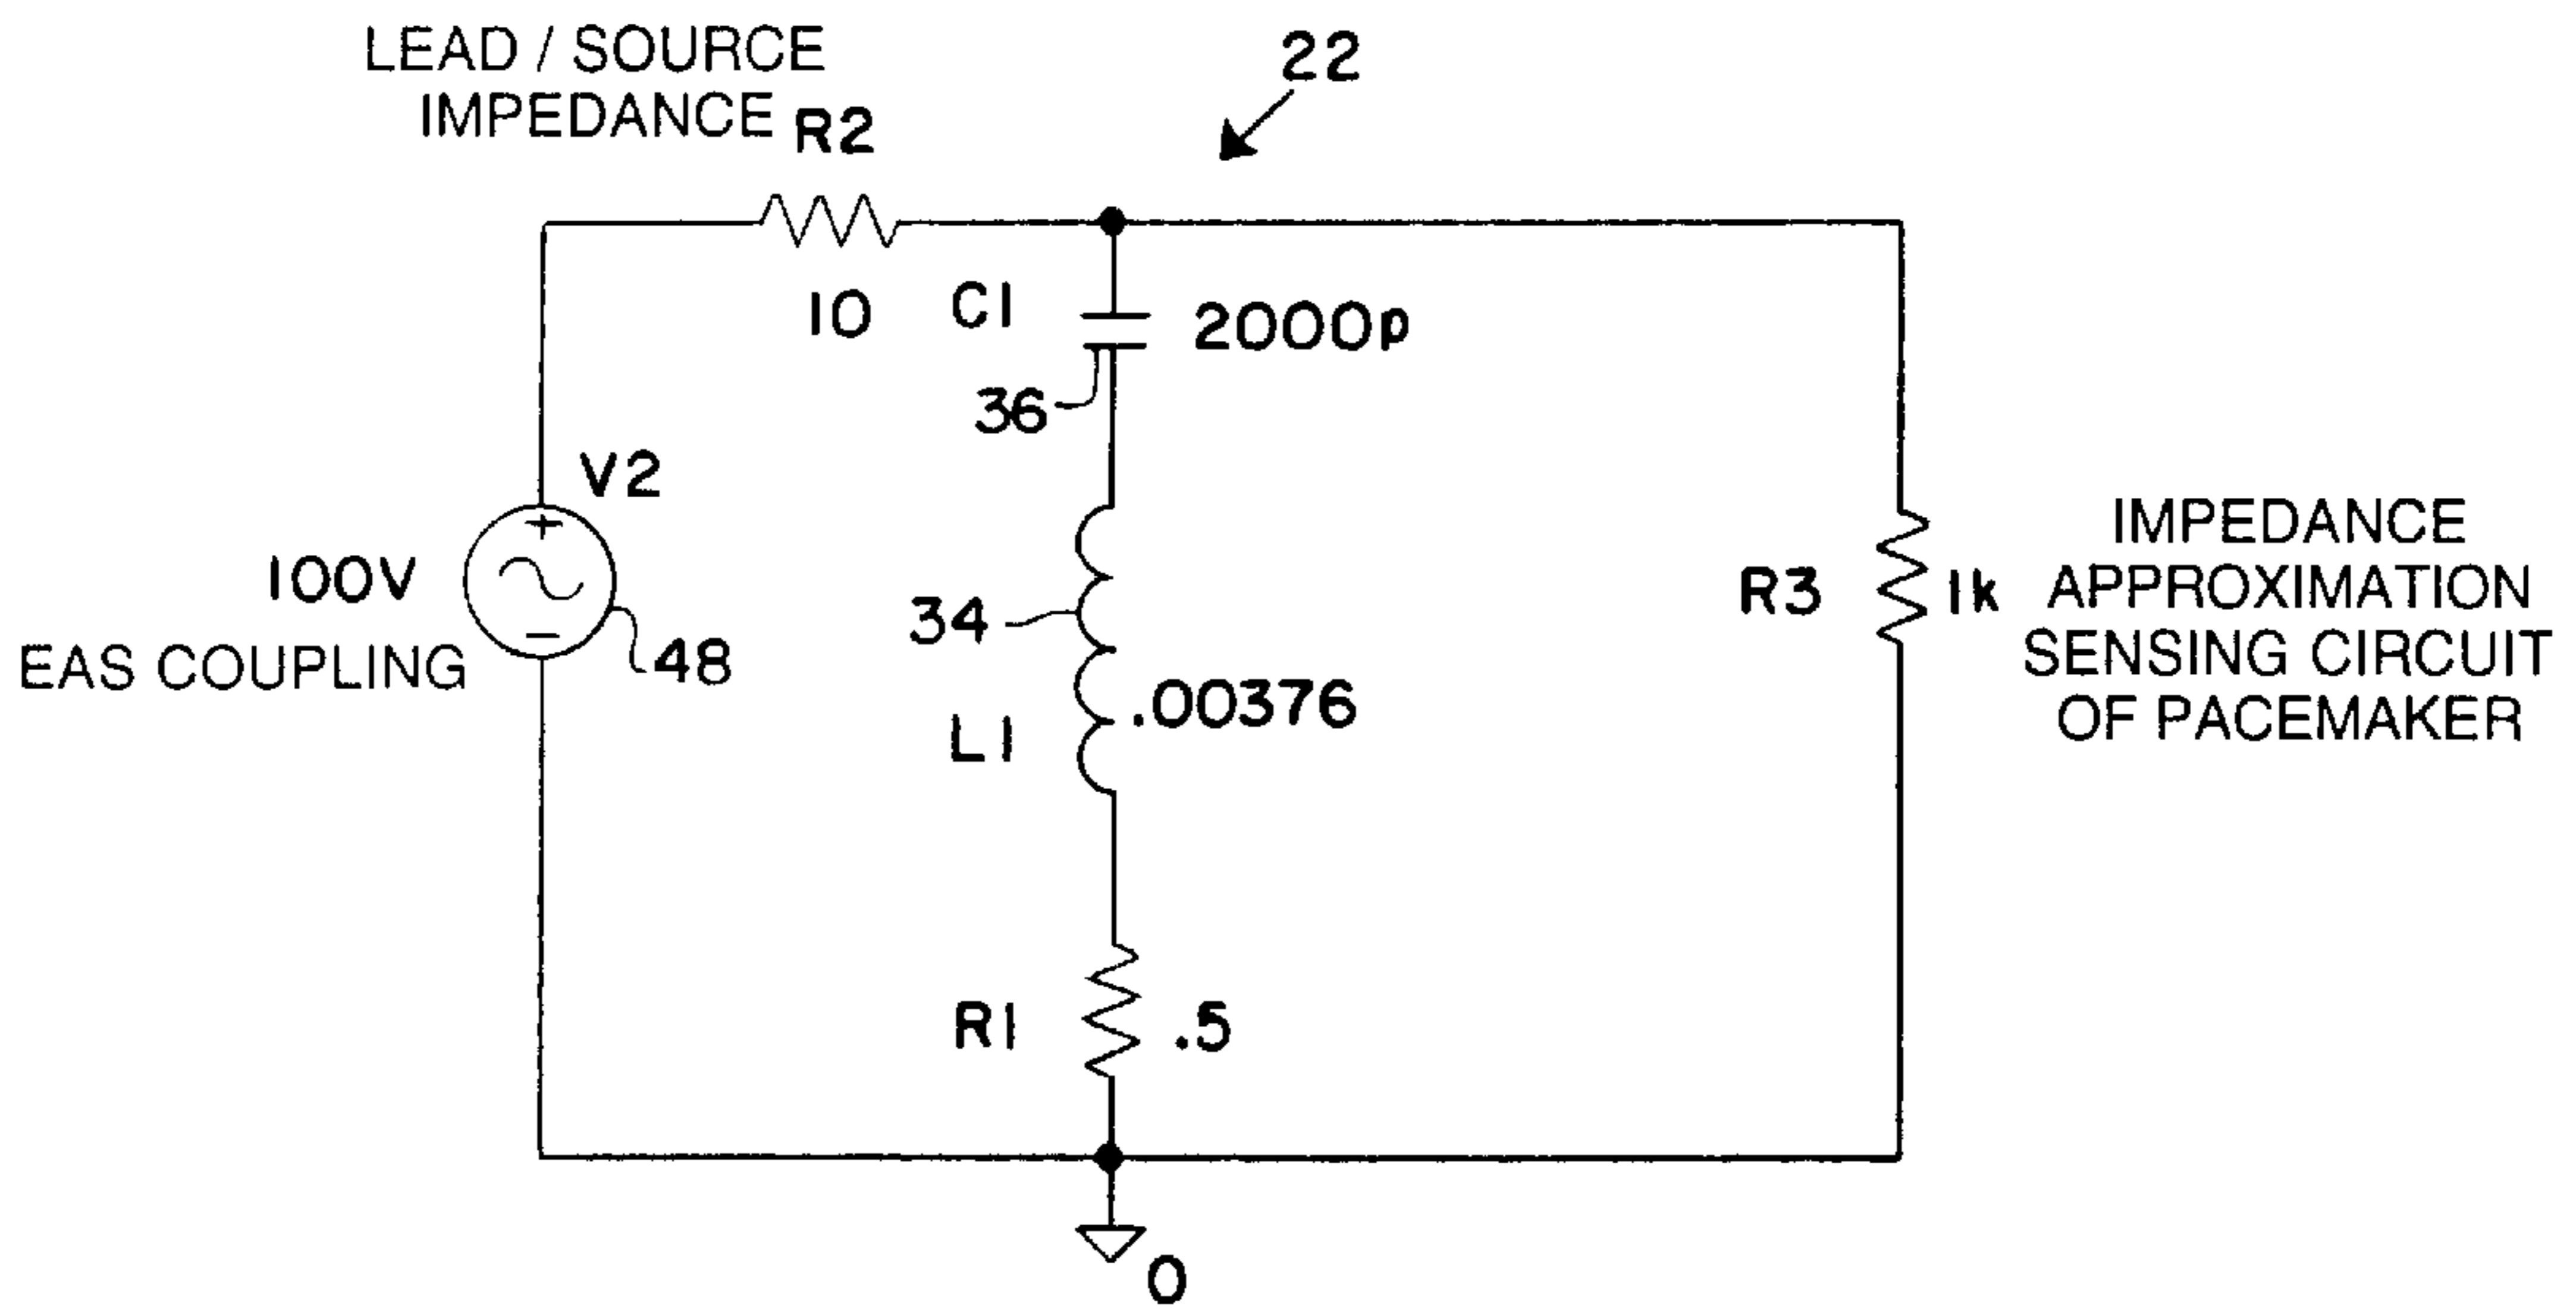 LEAD / SOURCE
IMPEDANCE
R2
22
10
C1
2000p
36
V2
100V
EAS COUPLING
48
34
L1
.00376
R3
1k
IMPEDANCE
APPROXIMATION
SENSING CIRCUIT
OF PACEMAKER
R1
.5
0